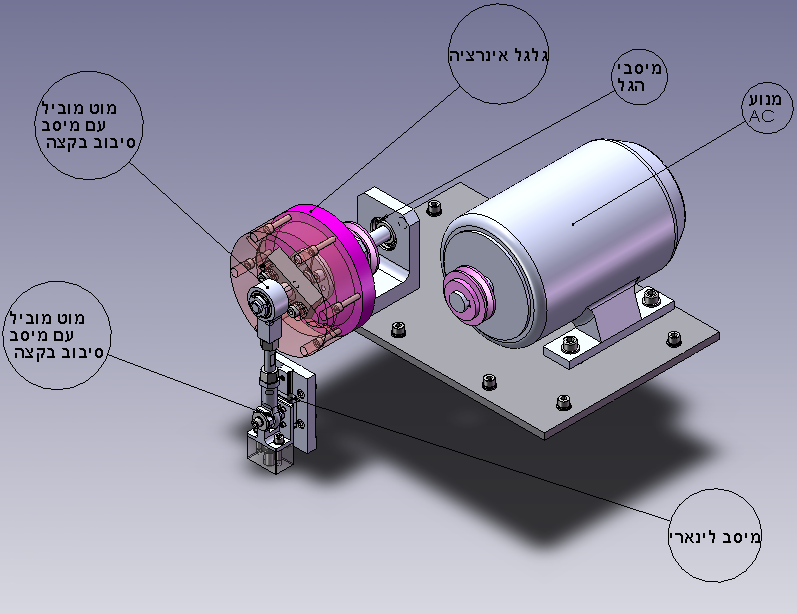 גלגל אינרציה
מיסבי
הגל
מנוע
AC
מוט מוביל
עם מיסב
סיבוב בקצה
מוט מוביל
עם מיסב
סיבוב בקצה
מיסב לינארי